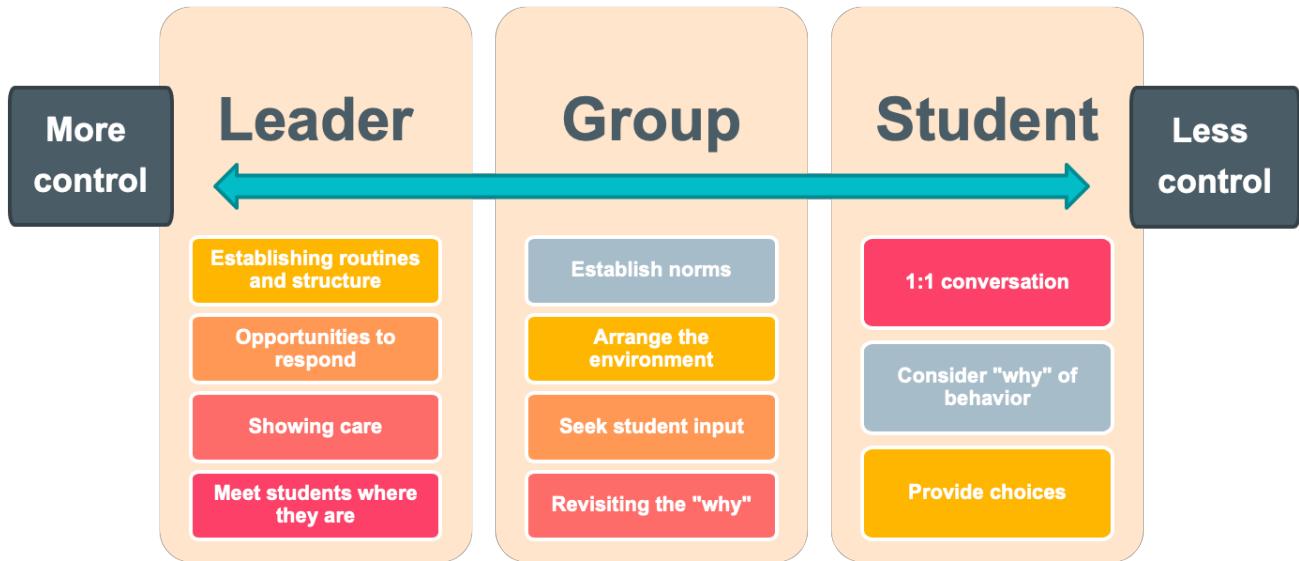 More
control
Leader
Establishing routines
and structure
Opportunities to
respond
Showing care
Meet students where
they are
Group
Establish norms
Arrange the
environment
Seek student input
Revisiting the "why"
Student
1:1 conversation
Consider "why" of
behavior
Provide choices
Less
control